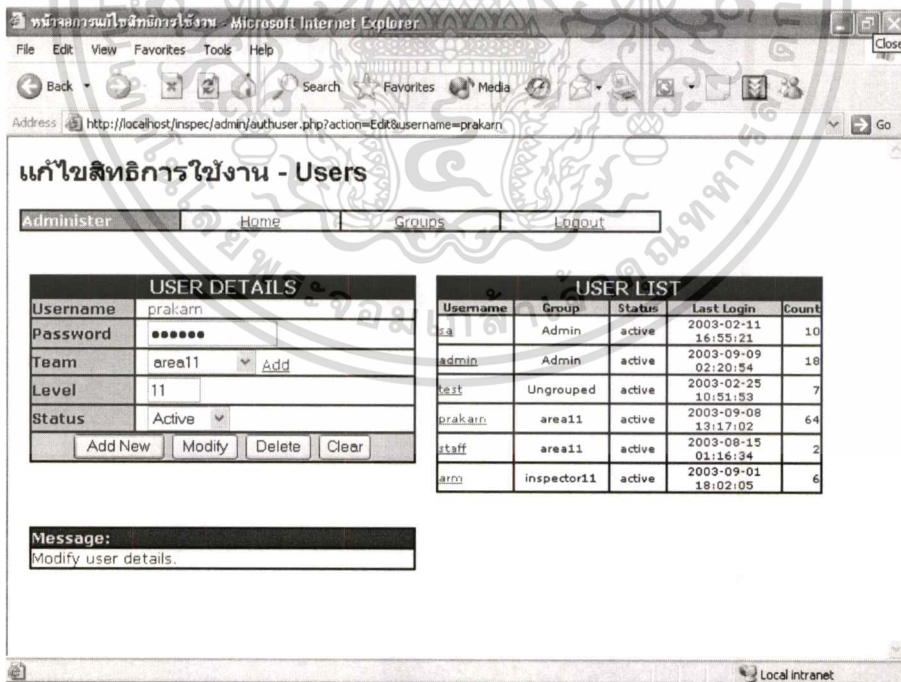 หน้าจอการแก้ไขสิทธิการใช้งาน - Microsoft Internet Explorer
File Edit View Favorites Tools Help
Close
Back Search Favorites Media
Address http://localhost/inspec/admin/authuser.php?action=Edit&username=prakarn Go
แก้ไขสิทธิการใช้งาน - Users
Administer Home Groups Logout
USER DETAILS
Username prakarn
Password ●●●●●●
Team area11 Add
Level 11
Status Active
Add New Modify Delete Clear
USER LIST
Username Group Status Last Login Count
sa Admin active 2003-02-11 16:55:21 10
admin Admin active 2003-09-09 02:20:54 18
test Ungrouped active 2003-02-25 10:51:53 7
prakarn area11 active 2003-09-08 13:17:02 64
staff area11 active 2003-08-15 01:16:34 2
arm inspector11 active 2003-09-01 18:02:05 6
Message:
Modify user details.
Local intranet